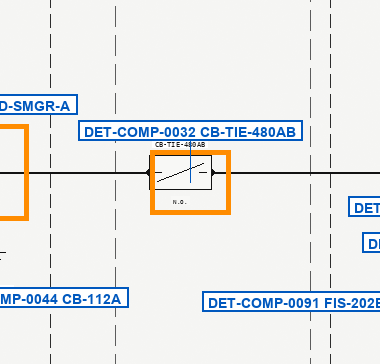 D-SMGR-A
DET-COMP-0032 CB-TIE-480AB
CB-TIE-480AB
N.O.
DET
D
MP-0044 CB-112A
DET-COMP-0091 FIS-202B